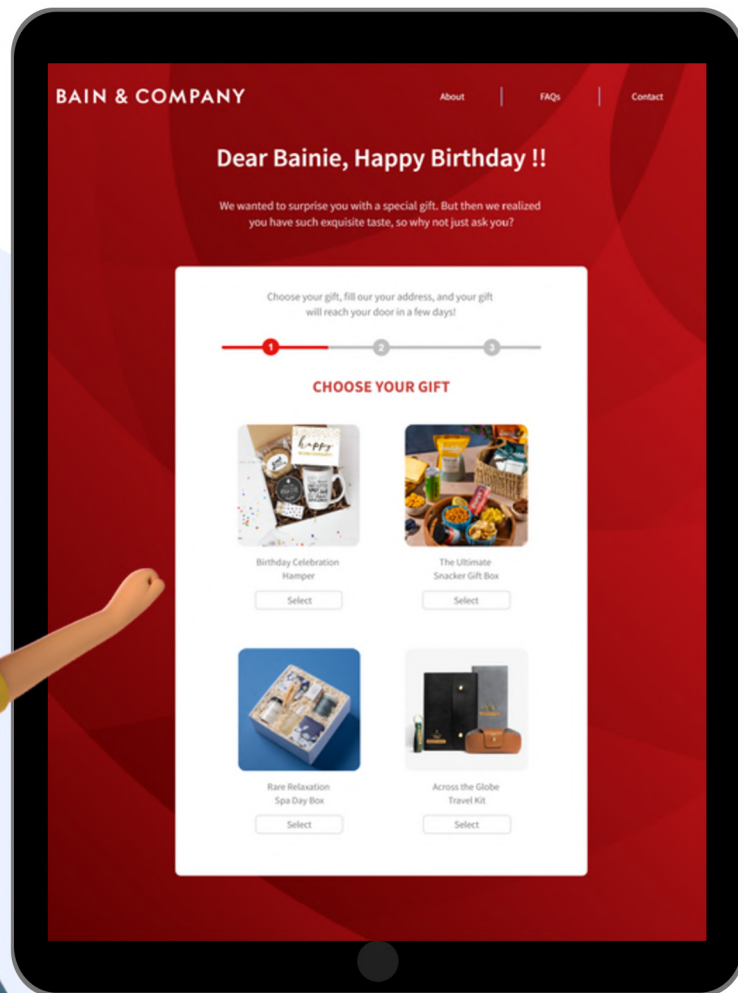 BAIN & COMPANY
About
FAQs
Contact
Dear Bainie, Happy Birthday !!
We wanted to surprise you with a special gift. But then we realized
you have such exquisite taste, so why not just ask you?
Choose your gift, fill our your address, and your gift
will reach your door in a few days!
1
2
3
CHOOSE YOUR GIFT
happy
Birthday Celebration
Hamper
Select
The Ultimate
Snacker Gift Box
Select
Rare Relaxation
Spa Day Box
Select
Across the Globe
Travel Kit
Select